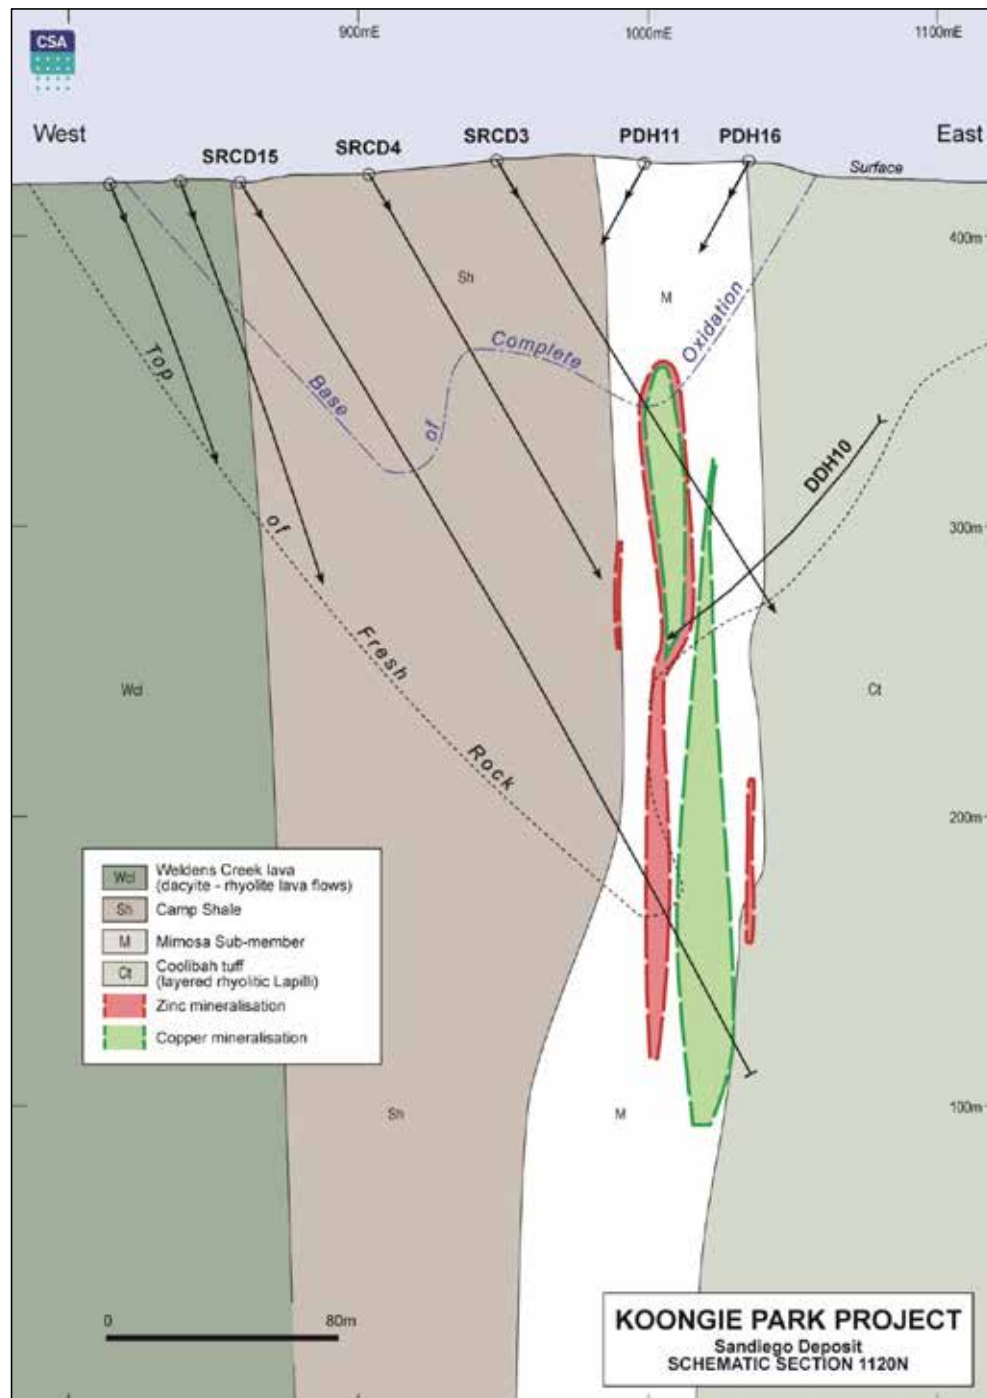 CSA
900mE
1000mE
1100mE
West
East
SRCD15
SRCD4
SRCD3
PDH11
PDH16
Surface
400m
Sh
M
Base of Complete Oxidation
DDH10
Top of Fresh Rock
300m
Wcl
Ct
200m
Wcl Weldens Creek lava
(dacyite - rhyolite lava flows)
Sh Camp Shale
M Mimosa Sub-member
Ct Coolibah tuff
(layered rhyolitic Lapilli)
Zinc mineralisation
Copper mineralisation
Sh
M
100m
0 80m
KOONGIE PARK PROJECT
Sandiego Deposit
SCHEMATIC SECTION 1120N